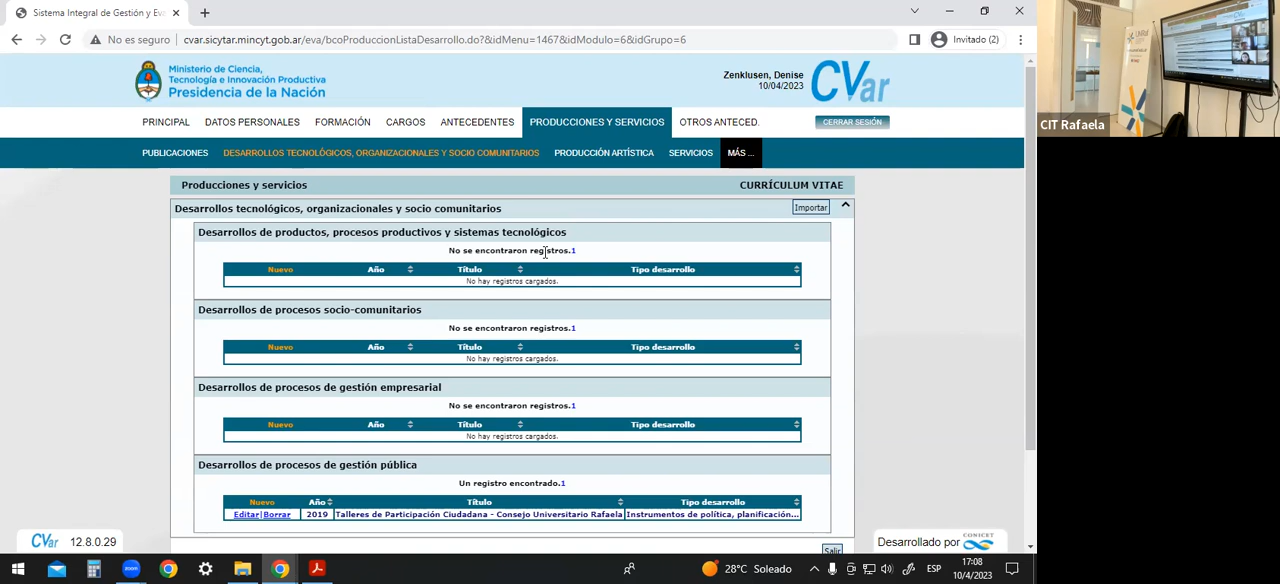 Sistema Integral de Gestión y Eva
No es seguro
cvar.sicytar.mincyt.gob.ar/eva/bcoProduccionListaDesarrollo.do?&idMenu=1467&idModulo=6&idGrupo=6
Invitado (2)
Ministerio de Ciencia,
Tecnología e Innovación Productiva
Presidencia de la Nación
Zenklusen, Denise
10/04/2023
CVar
PRINCIPAL DATOS PERSONALES FORMACIÓN CARGOS ANTECEDENTES PRODUCCIONES Y SERVICIOS OTROS ANTECED. CERRAR SESIÓN
PUBLICACIONES DESARROLLOS TECNOLÓGICOS, ORGANIZACIONALES Y SOCIO COMUNITARIOS PRODUCCIÓN ARTÍSTICA SERVICIOS MÁS ...
Producciones y servicios CURRÍCULUM VITAE
Desarrollos tecnológicos, organizacionales y socio comunitarios Importar
Desarrollos de productos, procesos productivos y sistemas tecnológicos
No se encontraron registros.1
Nuevo Año Título Tipo desarrollo
No hay registros cargados.
Desarrollos de procesos socio-comunitarios
No se encontraron registros.1
Nuevo Año Título Tipo desarrollo
No hay registros cargados.
Desarrollos de procesos de gestión empresarial
No se encontraron registros.1
Nuevo Año Título Tipo desarrollo
No hay registros cargados.
Desarrollos de procesos de gestión pública
Un registro encontrado.1
Nuevo Año Título Tipo desarrollo
Editar|Borrar 2019 Talleres de Participación Ciudadana - Consejo Universitario Rafaela Instrumentos de política, planificación...
Salir
CVar 12.8.0.29
Desarrollado por CONICET
28°C Soleado
ESP
17:08
10/4/2023
CIT Rafaela